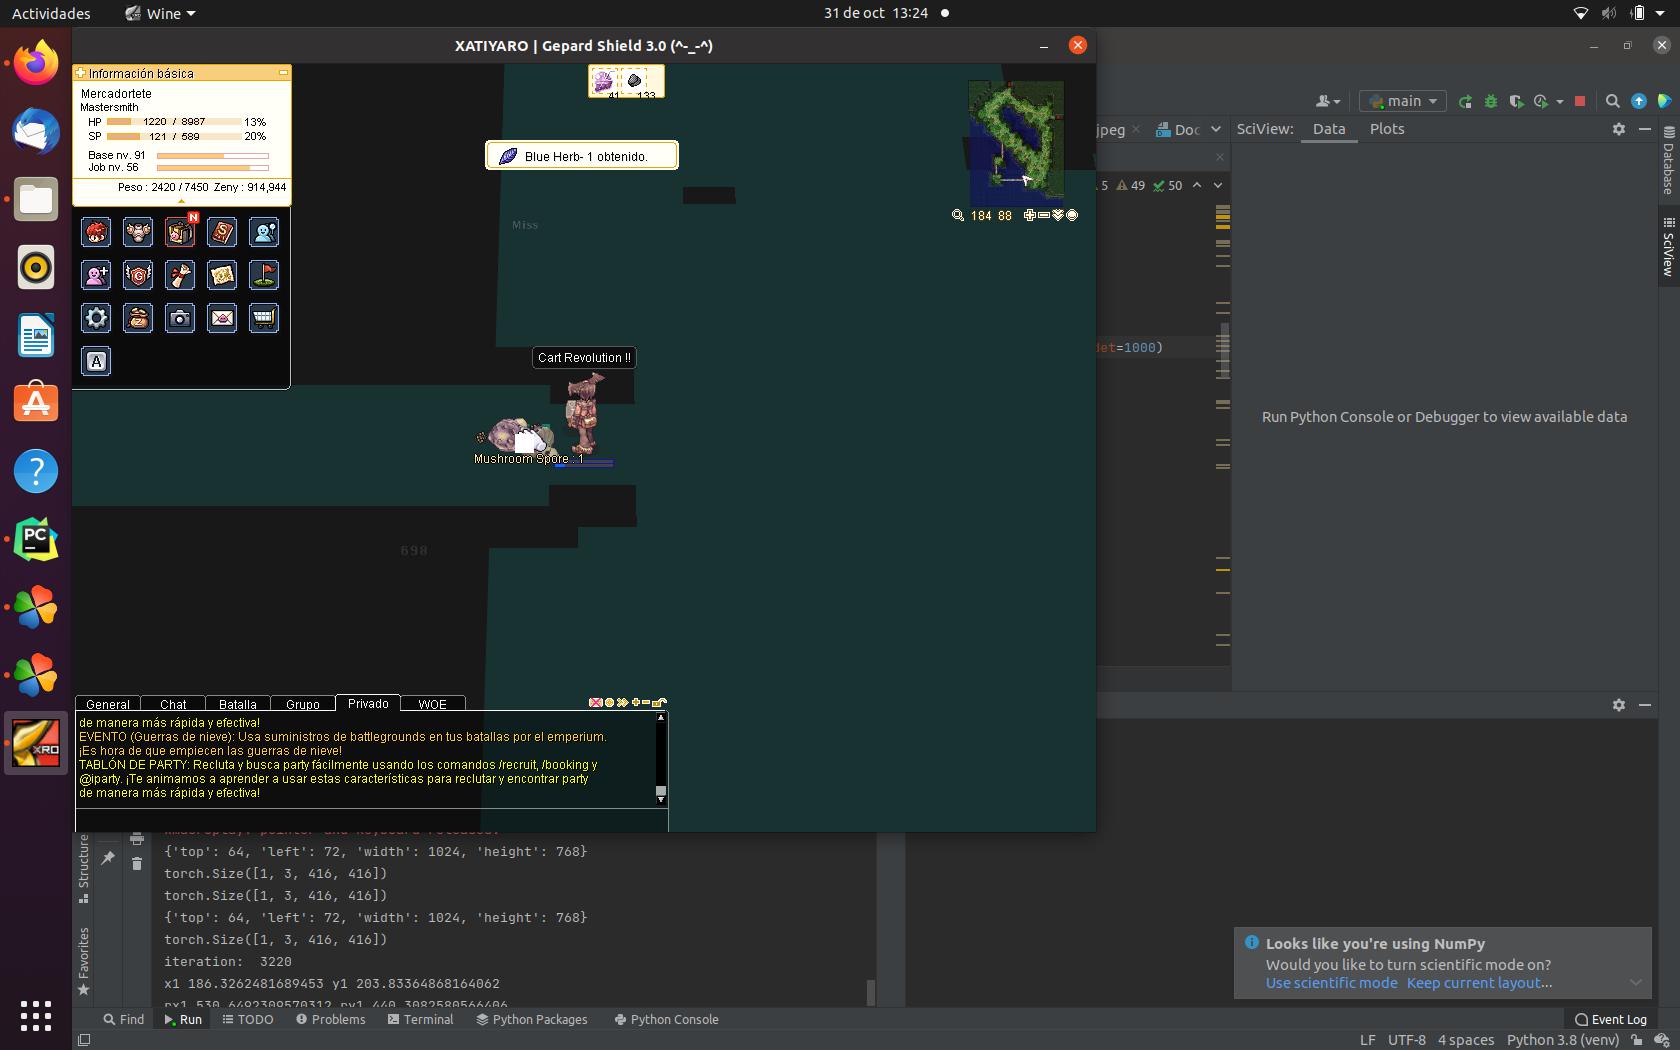 Actividades
Wine
31 de oct 13:24
XATIYARO | Gepard Shield 3.0 (^-_-^)
Información básica
Mercadortete
Mastersmith
HP 1220 / 8987 13%
SP 121 / 589 20%
Base nv. 91
Job nv. 56
Peso : 2420 / 7450 Zeny : 914,944
N
41 133
Blue Herb- 1 obtenido.
Miss
184 88
Cart Revolution !!
Mushroom Spore : 1
698
General Chat Batalla Grupo Privado WOE
de manera más rápida y efectiva!
EVENTO (Guerras de nieve): Usa suministros de battlegrounds en tus batallas por el emperium.
¡Es hora de que empiecen las guerras de nieve!
TABLÓN DE PARTY: Recluta y busca party fácilmente usando los comandos /recruit, /booking y
@iparty. ¡Te animamos a aprender a usar estas características para reclutar y encontrar party
de manera más rápida y efectiva!
main
jpeg Doc SciView: Data Plots
5 49 50
det=1000)
Run Python Console or Debugger to view available data
Database
SciView
Structure
Favorites
{'top': 64, 'left': 72, 'width': 1024, 'height': 768}
torch.Size([1, 3, 416, 416])
torch.Size([1, 3, 416, 416])
{'top': 64, 'left': 72, 'width': 1024, 'height': 768}
torch.Size([1, 3, 416, 416])
iteration: 3220
x1 186.3262481689453 y1 203.83364868164062
Looks like you're using NumPy
Would you like to turn scientific mode on?
Use scientific mode Keep current layout...
Find Run TODO Problems Terminal Python Packages Python Console Event Log
LF UTF-8 4 spaces Python 3.8 (venv)